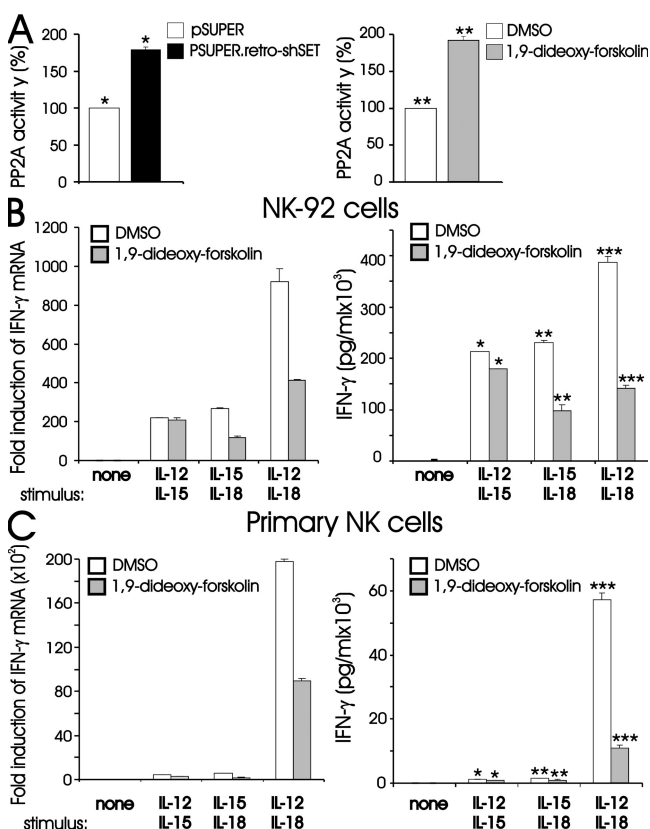 A
PP2A activit y (%)
200
150
100
50
0
*
*
pSUPER
PSUPER.retro-shSET
PP2A activit y (%)
200
150
100
50
0
**
**
DMSO
1,9-dideoxy-forskolin
B
NK-92 cells
Fold induction of IFN-γ mRNA
1200
1000
800
600
400
200
0
DMSO
1,9-dideoxy-forskolin
none IL-12 IL-15 IL-12
stimulus: IL-15 IL-18 IL-18
IFN-γ (pg/mlx10³)
400
300
200
100
0
DMSO
1,9-dideoxy-forskolin
* * ** ** *** ***
none IL-12 IL-15 IL-12
IL-15 IL-18 IL-18
C
Primary NK cells
Fold induction of IFN-γ mRNA (x10²)
200
160
120
80
40
0
DMSO
1,9-dideoxy-forskolin
none IL-12 IL-15 IL-12
stimulus: IL-15 IL-18 IL-18
IFN-γ (pg/mlx10³)
60
40
20
0
DMSO
1,9-dideoxy-forskolin
* * ** ** *** ***
none IL-12 IL-15 IL-12
IL-15 IL-18 IL-18